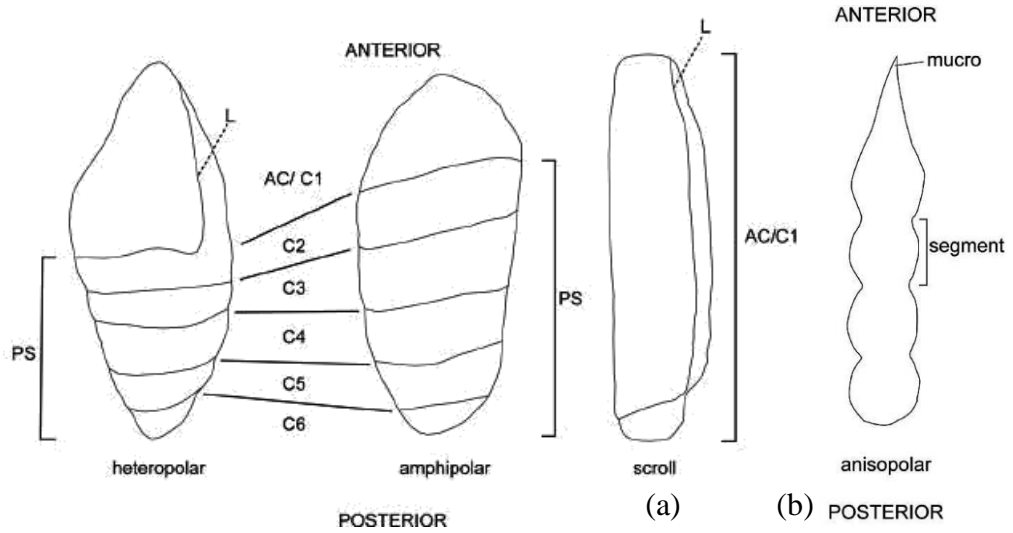 ANTERIOR
L
AC/ C1
C2
C3
C4
C5
C6
PS
PS
heteropolar
amphipolar
POSTERIOR
L
AC/C1
scroll
(a)
ANTERIOR
mucro
segment
anisopolar
(b)
POSTERIOR